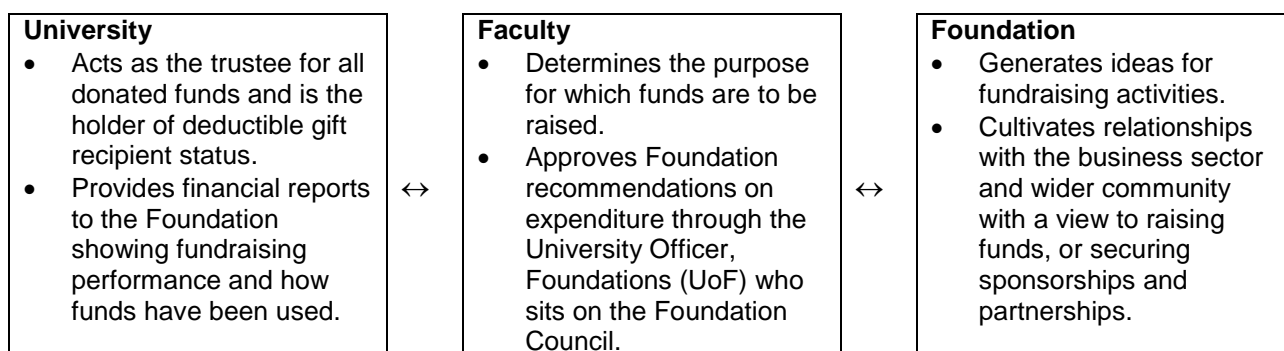 University
• Acts as the trustee for all
donated funds and is the
holder of deductible gift
recipient status.
• Provides financial reports
to the Foundation
showing fundraising
performance and how
funds have been used.
↔
Faculty
• Determines the purpose
for which funds are to be
raised.
• Approves Foundation
recommendations on
expenditure through the
University Officer,
Foundations (UoF) who
sits on the Foundation
Council.
↔
Foundation
• Generates ideas for
fundraising activities.
• Cultivates relationships
with the business sector
and wider community
with a view to raising
funds, or securing
sponsorships and
partnerships.